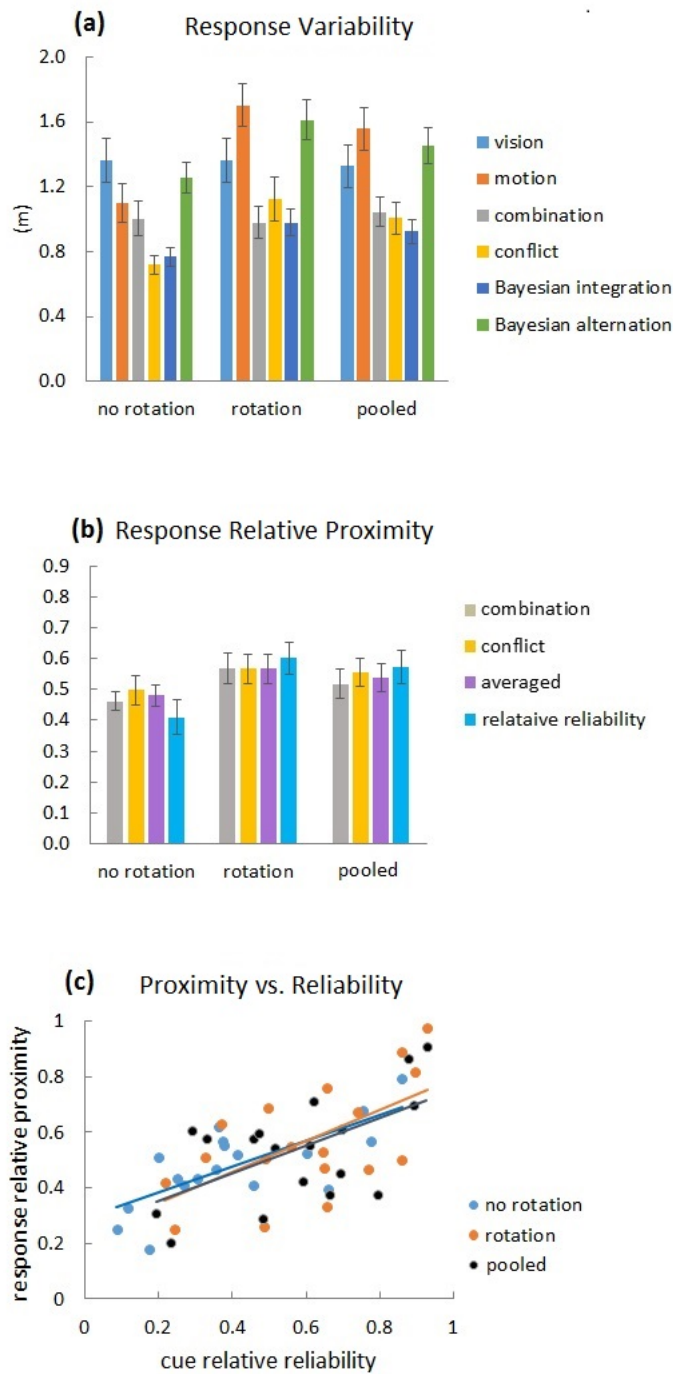 (a) Response Variability
2.0
1.6
1.2
0.8
0.4
0.0
(m)
no rotation rotation pooled
vision
motion
combination
conflict
Bayesian integration
Bayesian alternation
(b) Response Relative Proximity
0.9
0.8
0.7
0.6
0.5
0.4
0.3
0.2
0.1
0.0
no rotation rotation pooled
combination
conflict
averaged
relataive reliability
(c) Proximity vs. Reliability
response relative proximity
1
0.8
0.6
0.4
0.2
0
0 0.2 0.4 0.6 0.8 1
cue relative reliability
no rotation
rotation
pooled